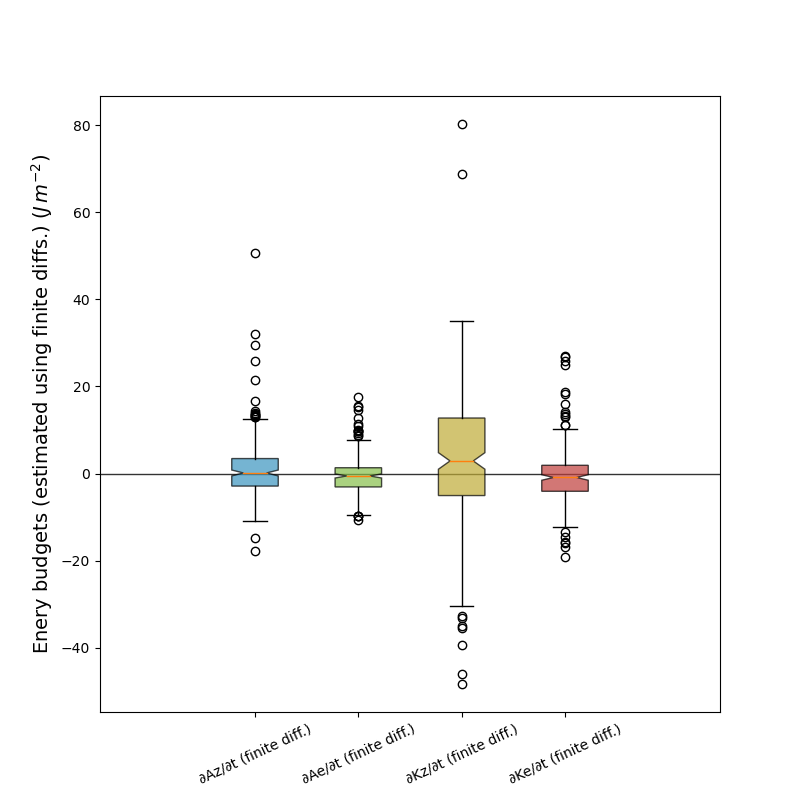 Enery budgets (estimated using finite diffs.) (J m⁻²)
80
60
40
20
0
−20
−40
∂Az/∂t (finite diff.)
∂Ae/∂t (finite diff.)
∂Kz/∂t (finite diff.)
∂Ke/∂t (finite diff.)